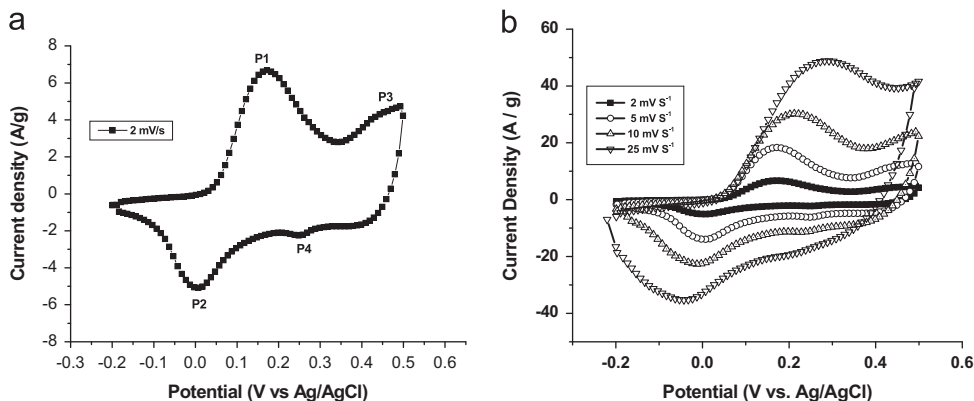 a
Current density (A/g)
8
6
4
2
0
-2
-4
-6
-8
P1
P3
2 mV/s
P2
P4
-0.3 -0.2 -0.1 0.0 0.1 0.2 0.3 0.4 0.5 0.6
Potential (V vs Ag/AgCl)
b
Current Density (A / g)
60
40
20
0
-20
-40
2 mV S-1
5 mV S-1
10 mV S-1
25 mV S-1
-0.2 0.0 0.2 0.4 0.6
Potential (V vs. Ag/AgCl)